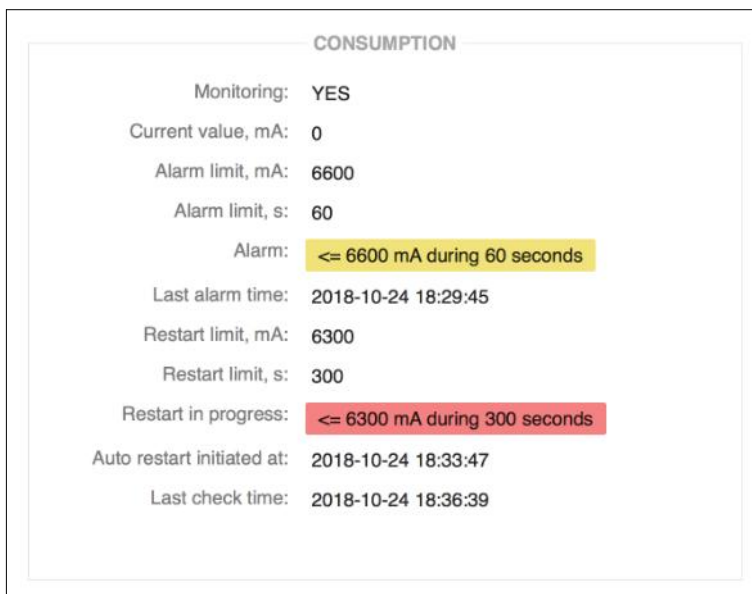 CONSUMPTION
Monitoring: YES
Current value, mA: 0
Alarm limit, mA: 6600
Alarm limit, s: 60
Alarm: <= 6600 mA during 60 seconds
Last alarm time: 2018-10-24 18:29:45
Restart limit, mA: 6300
Restart limit, s: 300
Restart in progress: <= 6300 mA during 300 seconds
Auto restart initiated at: 2018-10-24 18:33:47
Last check time: 2018-10-24 18:36:39